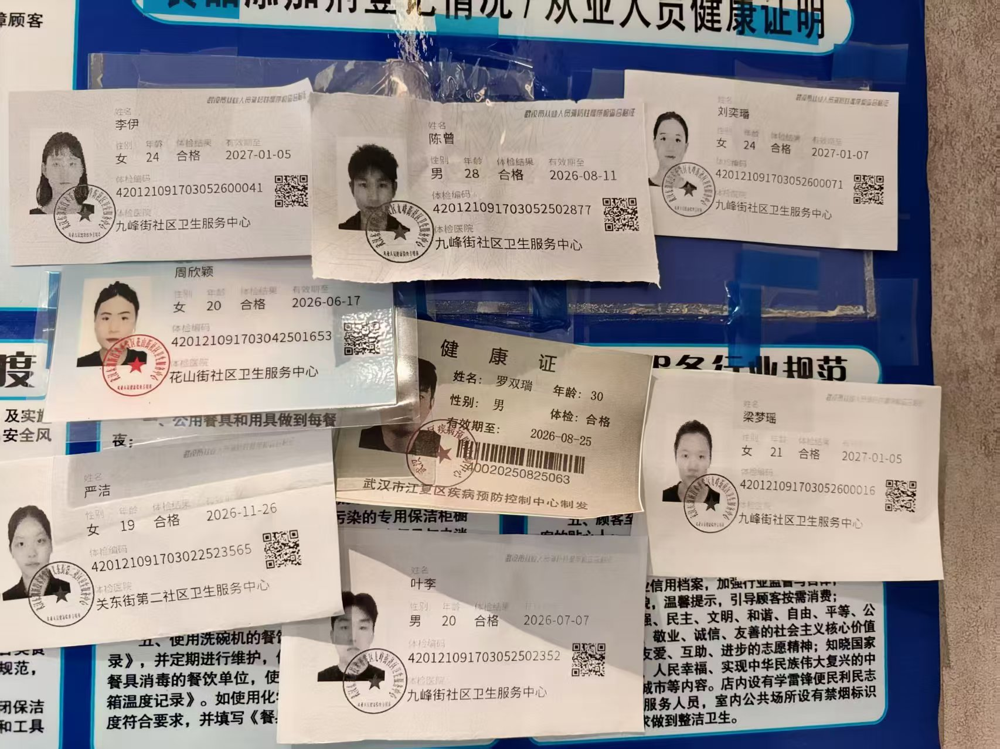 食品添加剂登记情况/从业人员健康证明
障顾客
武汉市从业人员预防性健康检查合格证
姓名
李伊
性别 年龄 体检结果 有效期至
女 24 合格 2027-01-05
体检编码
420121091703052600041
体检医院
九峰街社区卫生服务中心
武汉市从业人员预防性健康检查合格证
姓名
陈曾
性别 年龄 体检结果 有效期至
男 28 合格 2026-08-11
体检编码
420121091703052502877
体检医院
九峰街社区卫生服务中心
武汉市从业人员预防性健康检查合格证
姓名
刘奕璠
性别 年龄 体检结果 有效期至
女 24 合格 2027-01-07
体检编码
420121091703052600071
体检医院
九峰街社区卫生服务中心
周欣颖
性别 年龄 体检结果 有效期至
女 20 合格 2026-06-17
体检编码
420121091703042501653
体检医院
花山街社区卫生服务中心
健康证
姓名: 罗双瑞 年龄: 30
性别: 男 体检: 合格
有效期至: 2026-08-25
40020250825063
武汉市江夏区疾病预防控制中心制发
行业规范
武汉市从业人员预防性健康检查合格证
姓名
梁梦瑶
性别 年龄 体检结果 有效期至
女 21 合格 2027-01-05
体检编码
420121091703052600016
体检医院
九峰街社区卫生服务中心
度
及实施
安全风
一、公用餐具和用具做到每餐
夜;
武汉市从业人员预防性健康检查合格证
姓名
严洁
性别 年龄 体检结果 有效期至
女 19 合格 2026-11-26
体检编码
420121091703022523565
体检医院
关东街第二社区卫生服务中心
污染的专用保洁柜橱
五、顾客至
武汉市从业人员预防性健康检查合格证
姓名
叶李
性别 年龄 体检结果 有效期至
男 20 合格 2026-07-07
体检编码
420121091703052502352
体检医院
九峰街社区卫生服务中心
规范,
闭保洁
和工具
五、使用洗碗机的餐饮
录》,并定期进行维护,
餐具消毒的餐饮单位,使
箱温度记录》。如使用化学
度符合要求,并填写《餐具
业信用档案,加强行业监督与自律,
温馨提示,引导顾客按需消费;
强、民主、文明、和谐、自由、平等、公
敬业、诚信、友善的社会主义核心价值
友爱、互助、进步的志愿精神;知晓国家
人民幸福、实现中华民族伟大复兴的中
城市等内容。店内设有学雷锋便民利民志
服务人员,室内公共场所设有禁烟标识
求做到整洁卫生。